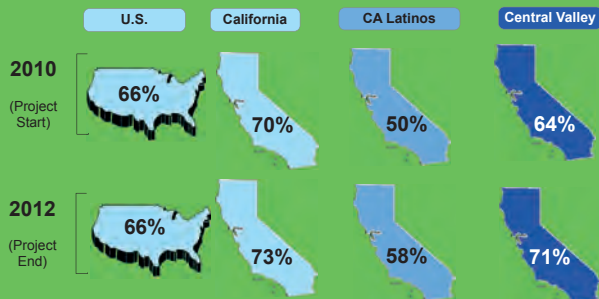 U.S. California CA Latinos Central Valley
2010
(Project
Start)
66% 70% 50% 64%
2012
(Project
End)
66% 73% 58% 71%